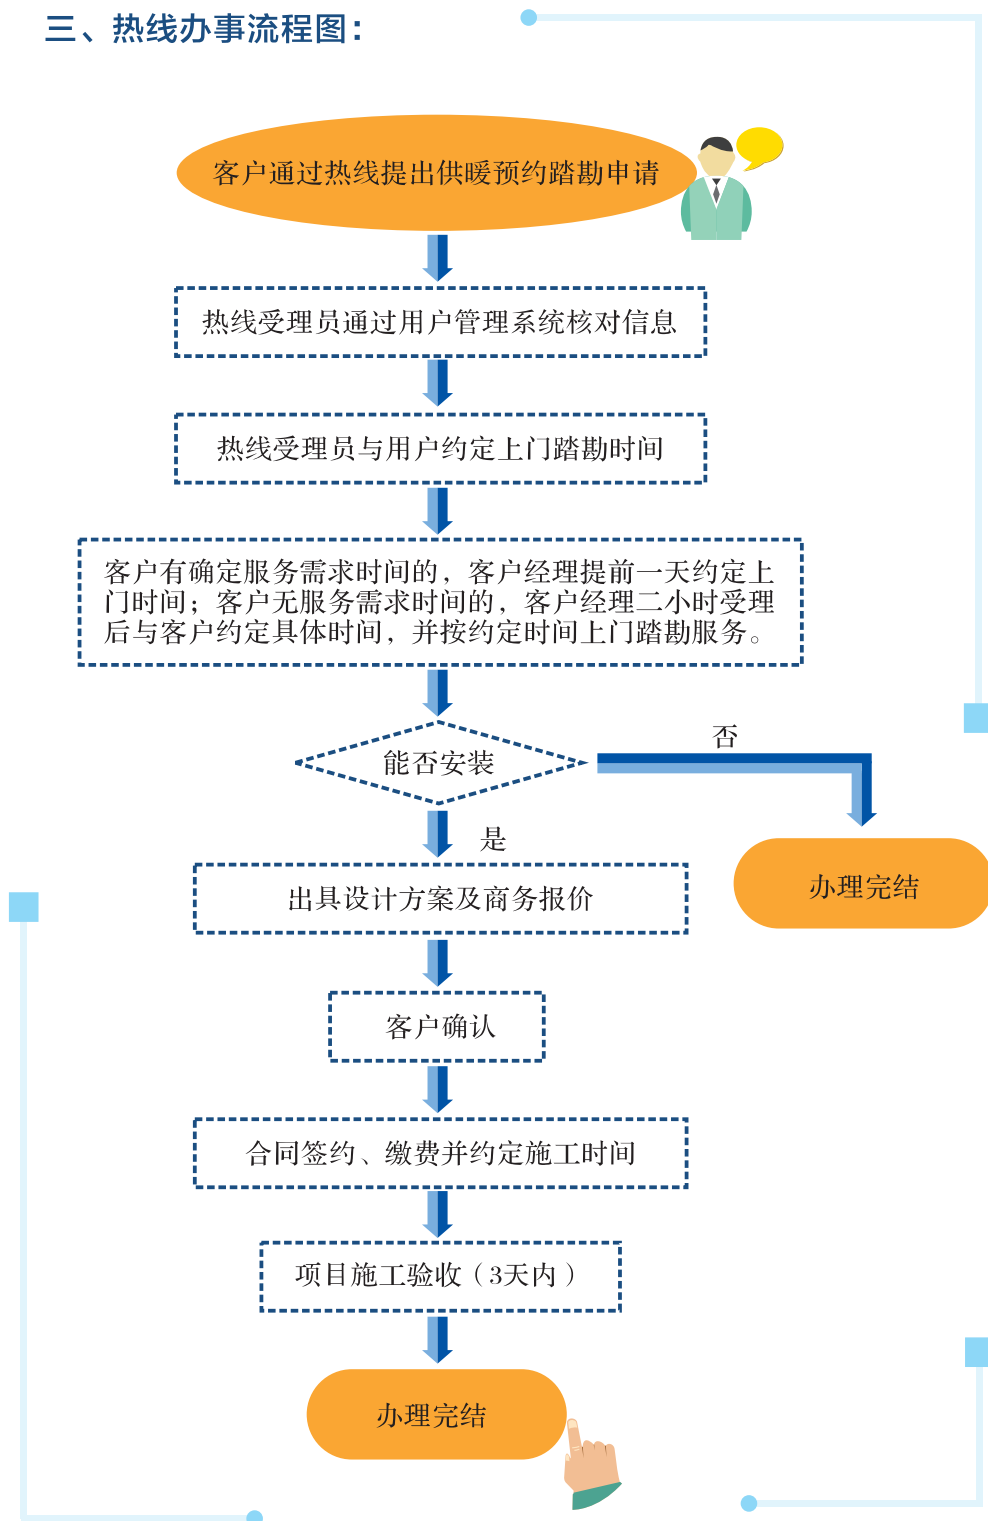 三、热线办事流程图：
客户通过热线提出供暖预约踏勘申请
热线受理员通过用户管理系统核对信息
热线受理员与用户约定上门踏勘时间
客户有确定服务需求时间的，客户经理提前一天约定上
门时间；客户无服务需求时间的，客户经理二小时受理
后与客户约定具体时间，并按约定时间上门踏勘服务。
能否安装
否
是
办理完结
出具设计方案及商务报价
客户确认
合同签约、缴费并约定施工时间
项目施工验收（3天内）
办理完结